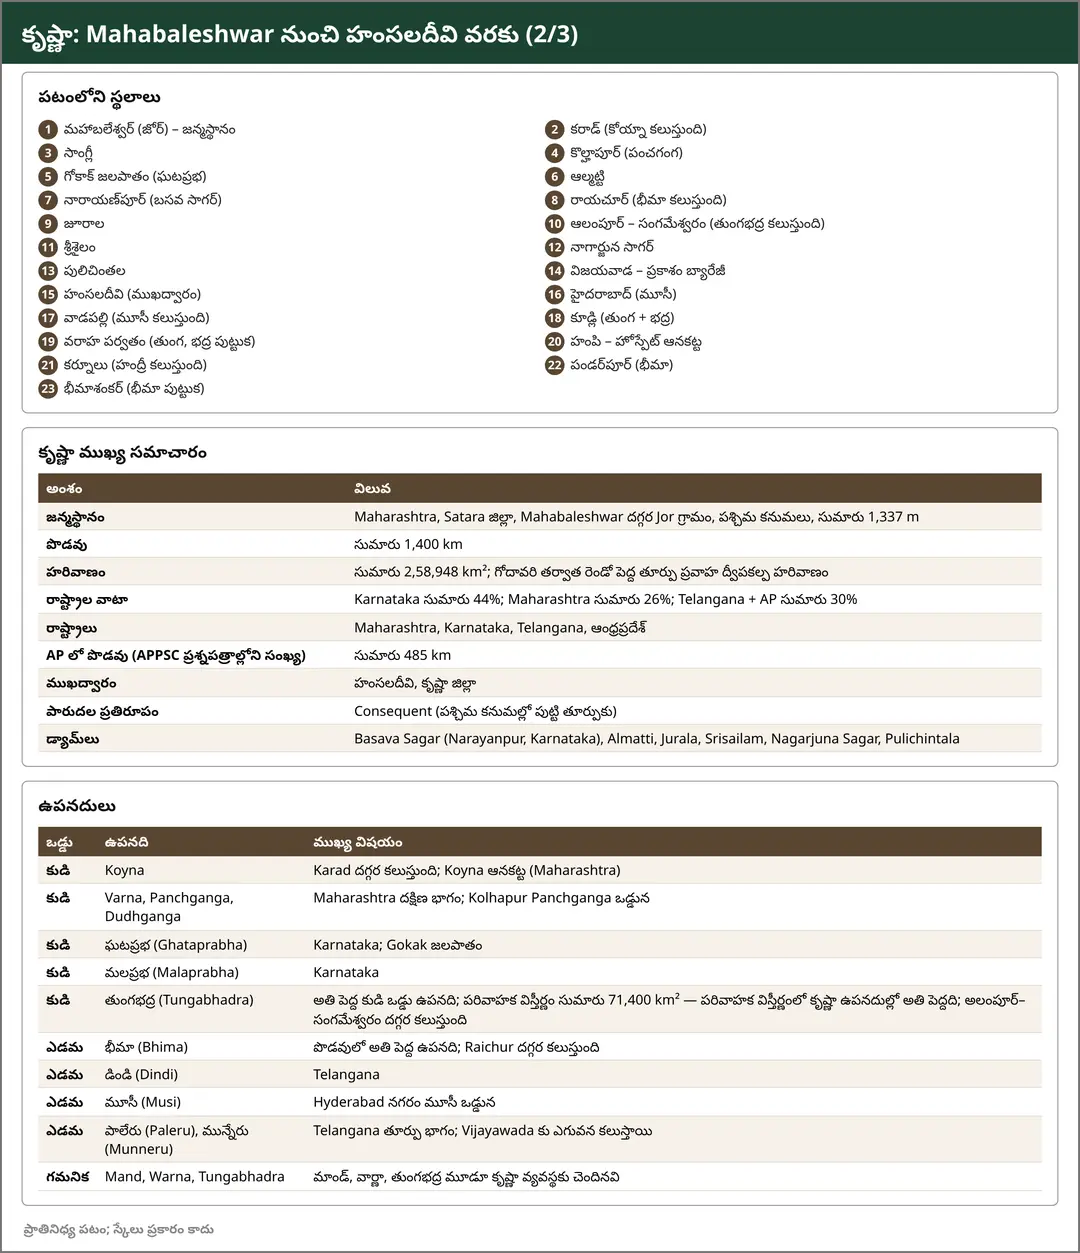 కృష్ణా: Mahabaleshwar నుంచి హంసలదీవి వరకు (2/3)
పటంలోని స్థలాలు
1 మహాబలేశ్వర్ (జోర్) – జన్మస్థానం
2 కరాడ్ (కోయ్నా కలుస్తుంది)
3 సాంగ్లీ
4 కొల్హాపూర్ (పంచగంగ)
5 గోకాక్ జలపాతం (ఘటప్రభ)
6 ఆల్మట్టి
7 నారాయణ్‌పూర్ (బసవ సాగర్)
8 రాయచూర్ (భీమా కలుస్తుంది)
9 జూరాల
10 ఆలంపూర్ – సంగమేశ్వరం (తుంగభద్ర కలుస్తుంది)
11 శ్రీశైలం
12 నాగార్జున సాగర్
13 పులిచింతల
14 విజయవాడ – ప్రకాశం బ్యారేజీ
15 హంసలదీవి (ముఖద్వారం)
16 హైదరాబాద్ (మూసీ)
17 వాడపల్లి (మూసీ కలుస్తుంది)
18 కూడ్లి (తుంగ + భద్ర)
19 వరాహ పర్వతం (తుంగ, భద్ర పుట్టుక)
20 హంపి – హోస్పేట్ ఆనకట్ట
21 కర్నూలు (హంద్రీ కలుస్తుంది)
22 పండర్‌పూర్ (భీమా)
23 భీమాశంకర్ (భీమా పుట్టుక)
కృష్ణా ముఖ్య సమాచారం
అంశం విలువ
జన్మస్థానం Maharashtra, Satara జిల్లా, Mahabaleshwar దగ్గర Jor గ్రామం, పశ్చిమ కనుమలు, సుమారు 1,337 m
పొడవు సుమారు 1,400 km
హరివాణం సుమారు 2,58,948 km²; గోదావరి తర్వాత రెండో పెద్ద తూర్పు ప్రవాహ ద్వీపకల్ప హరివాణం
రాష్ట్రాల వాటా Karnataka సుమారు 44%; Maharashtra సుమారు 26%; Telangana + AP సుమారు 30%
రాష్ట్రాలు Maharashtra, Karnataka, Telangana, ఆంధ్రప్రదేశ్
AP లో పొడవు (APPSC ప్రశ్నపత్రాల్లోని సంఖ్య) సుమారు 485 km
ముఖద్వారం హంసలదీవి, కృష్ణా జిల్లా
పారుదల ప్రతిరూపం Consequent (పశ్చిమ కనుమల్లో పుట్టి తూర్పుకు)
డ్యామ్‌లు Basava Sagar (Narayanpur, Karnataka), Almatti, Jurala, Srisailam, Nagarjuna Sagar, Pulichintala
ఉపనదులు
ఒడ్డు ఉపనది ముఖ్య విషయం
కుడి Koyna Karad దగ్గర కలుస్తుంది; Koyna ఆనకట్ట (Maharashtra)
కుడి Varna, Panchganga, Maharashtra దక్షిణ భాగం; Kolhapur Panchganga ఒడ్డున
Dudhganga
కుడి ఘటప్రభ (Ghataprabha) Karnataka; Gokak జలపాతం
కుడి మలప్రభ (Malaprabha) Karnataka
కుడి తుంగభద్ర (Tungabhadra) అతి పెద్ద కుడి ఒడ్డు ఉపనది; పరివాహక విస్తీర్ణం సుమారు 71,400 km² — పరివాహక విస్తీర్ణంలో కృష్ణా ఉపనదుల్లో అతి పెద్దది; అలంపూర్–
సంగమేశ్వరం దగ్గర కలుస్తుంది
ఎడమ భీమా (Bhima) పొడవులో అతి పెద్ద ఉపనది; Raichur దగ్గర కలుస్తుంది
ఎడమ డిండి (Dindi) Telangana
ఎడమ మూసీ (Musi) Hyderabad నగరం మూసీ ఒడ్డున
ఎడమ పాలేరు (Paleru), మున్నేరు Telangana తూర్పు భాగం; Vijayawada కు ఎగువన కలుస్తాయి
(Munneru)
గమనిక Mand, Warna, Tungabhadra మాండ్, వార్ణా, తుంగభద్ర మూడూ కృష్ణా వ్యవస్థకు చెందినవి
ప్రాతినిధ్య పటం; స్కేలు ప్రకారం కాదు